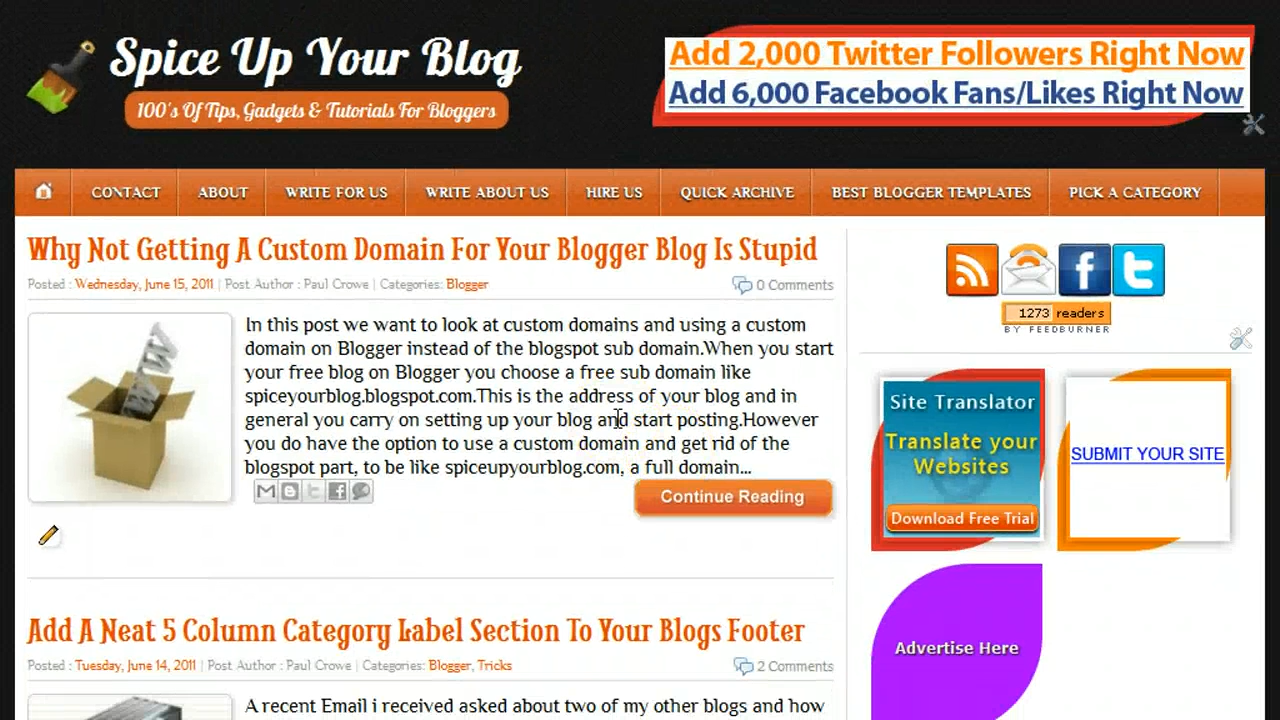 Spice Up Your Blog
100's Of Tips, Gadgets & Tutorials For Bloggers
Add 2,000 Twitter Followers Right Now
Add 6,000 Facebook Fans/Likes Right Now
CONTACT ABOUT WRITE FOR US WRITE ABOUT US HIRE US QUICK ARCHIVE BEST BLOGGER TEMPLATES PICK A CATEGORY
Why Not Getting A Custom Domain For Your Blogger Blog Is Stupid
Posted : Wednesday, June 15, 2011 | Post Author : Paul Crowe | Categories: Blogger
0 Comments
In this post we want to look at custom domains and using a custom
domain on Blogger instead of the blogspot sub domain.When you start
your free blog on Blogger you choose a free sub domain like
spiceyourblog.blogspot.com.This is the address of your blog and in
general you carry on setting up your blog and start posting.However
you do have the option to use a custom domain and get rid of the
blogspot part, to be like spiceupyourblog.com, a full domain...
Continue Reading
WWW
Add A Neat 5 Column Category Label Section To Your Blogs Footer
Posted : Tuesday, June 14, 2011 | Post Author : Paul Crowe | Categories: Blogger, Tricks
2 Comments
A recent Email i received asked about two of my other blogs and how
1273 readers
BY FEEDBURNER
Site Translator
Translate your
Websites
Download Free Trial
SUBMIT YOUR SITE
Advertise Here